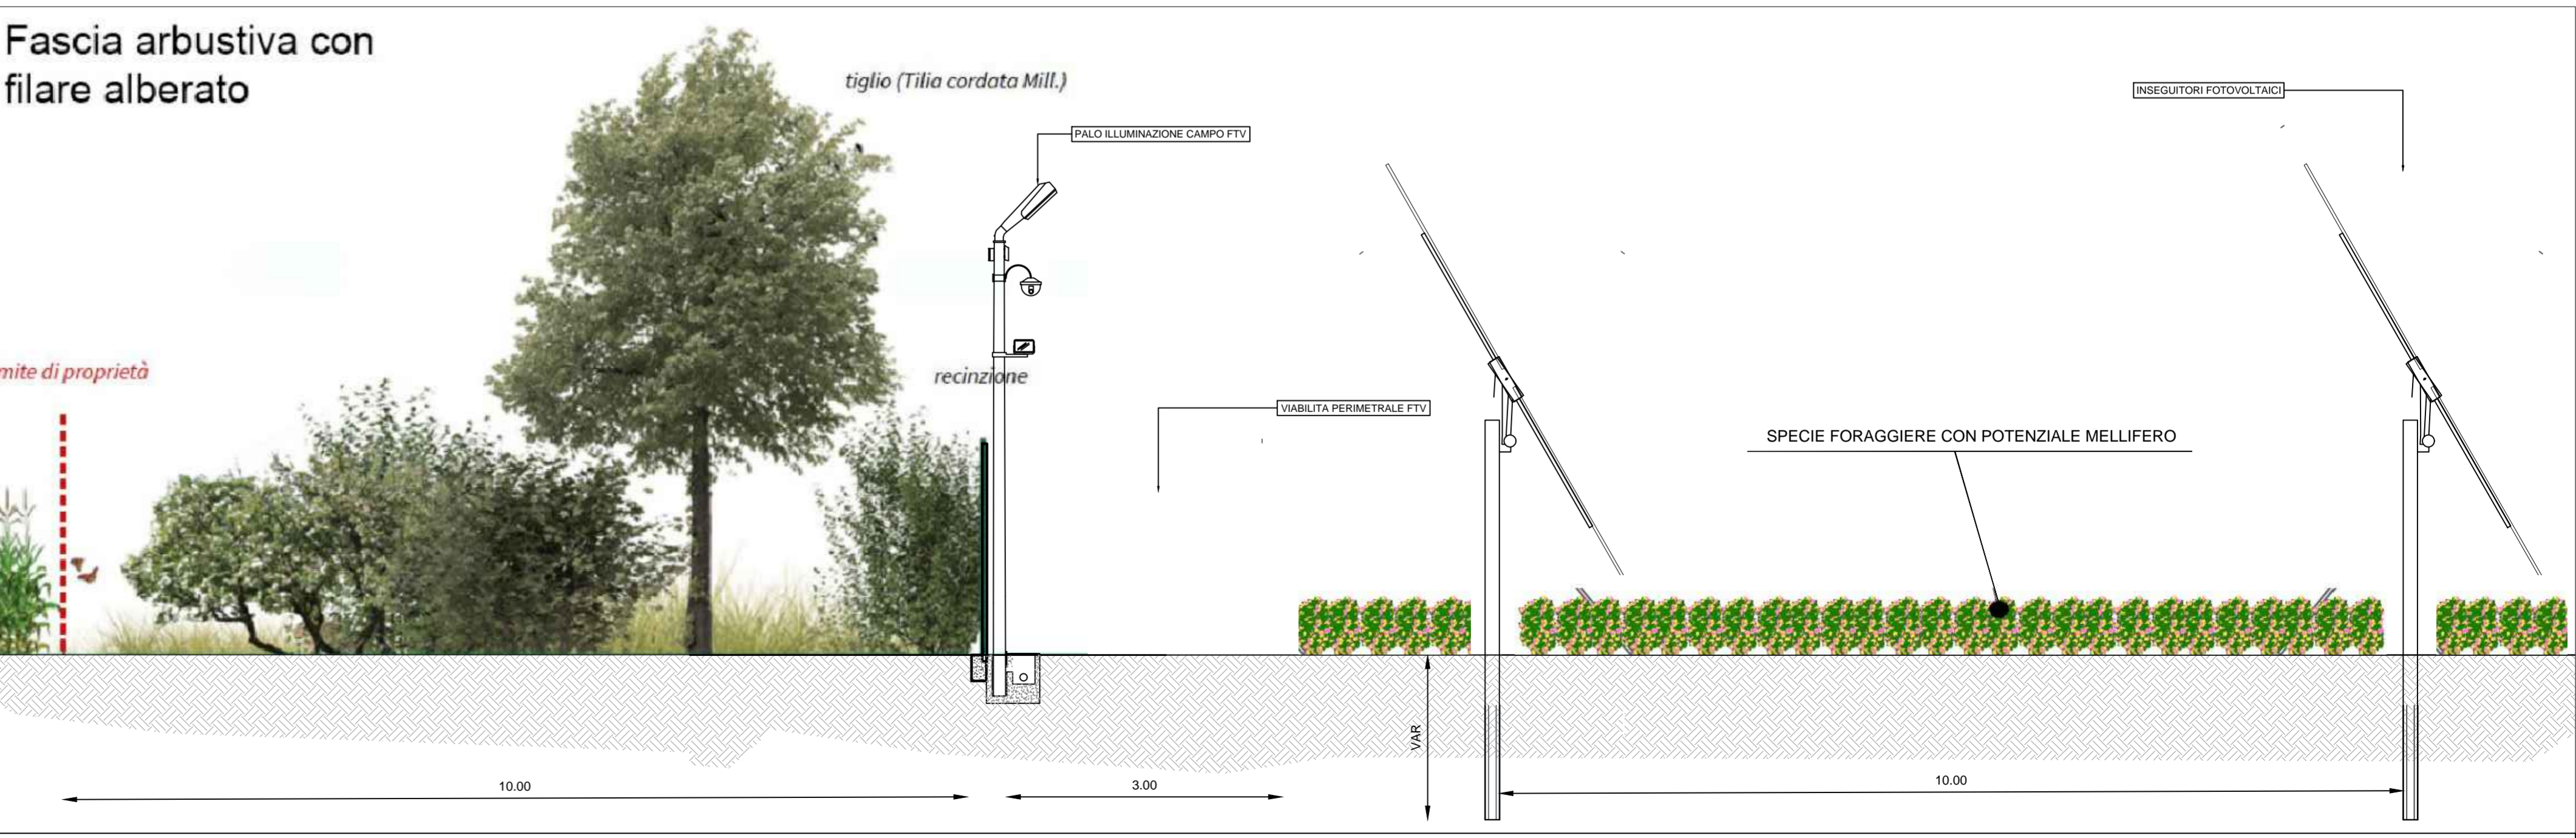 Fascia arbustiva con
filare alberato
tiglio (Tilia cordata Mill.)
INSEGUITORI FOTOVOLTAICI
PALO ILLUMINAZIONE CAMPO FTV
mite di proprietà
recinzione
VIABILITA PERIMETRALE FTV
SPECIE FORAGGIERE CON POTENZIALE MELLIFERO
VAR
10.00
3.00
10.00